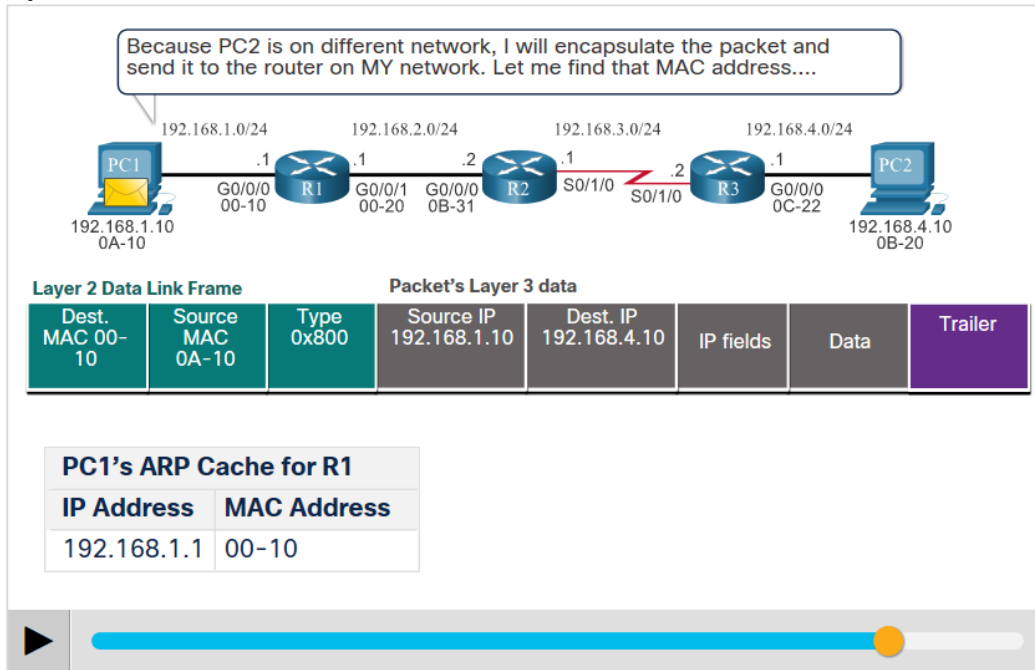 Because PC2 is on different network, I will encapsulate the packet and
send it to the router on MY network. Let me find that MAC address....
192.168.1.0/24 192.168.2.0/24 192.168.3.0/24 192.168.4.0/24
PC1 .1 R1 .1 .2 R2 .1 .2 R3 .1 PC2
G0/0/0 G0/0/1 G0/0/0 S0/1/0 S0/1/0 G0/0/0
00-10 00-20 0B-31 0C-22
192.168.1.10 192.168.4.10
0A-10 0B-20
Layer 2 Data Link Frame Packet's Layer 3 data
Dest.
MAC 00-
10
Source
MAC
0A-10
Type
0x800
Source IP
192.168.1.10
Dest. IP
192.168.4.10
IP fields
Data
Trailer
PC1's ARP Cache for R1
IP Address MAC Address
192.168.1.1 00-10